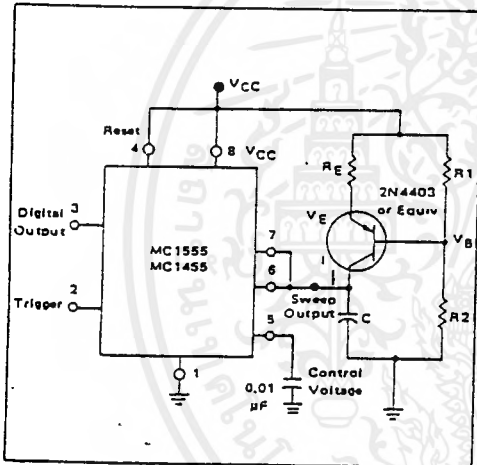 VCC
Reset
4
8 VCC
RE
R1
2N4403
or Equiv
VE
Digital
Output
3
7
VB
MC1555
MC1455
I
6
Sweep
Output
Trigger
2
C
R2
5
1
Control
Voltage
0.01
µF